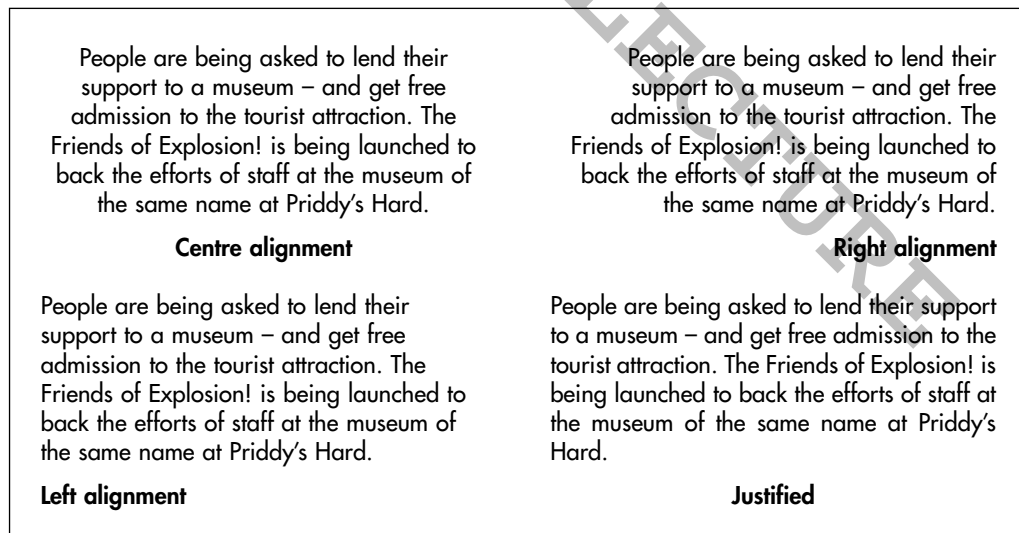 People are being asked to lend their
support to a museum – and get free
admission to the tourist attraction. The
Friends of Explosion! is being launched to
back the efforts of staff at the museum of
the same name at Priddy’s Hard.
Centre alignment
People are being asked to lend their
support to a museum – and get free
admission to the tourist attraction. The
Friends of Explosion! is being launched to
back the efforts of staff at the museum of
the same name at Priddy’s Hard.
Right alignment
People are being asked to lend their
support to a museum – and get free
admission to the tourist attraction. The
Friends of Explosion! is being launched to
back the efforts of staff at the museum of
the same name at Priddy’s Hard.
Left alignment
People are being asked to lend their support
to a museum – and get free admission to the
tourist attraction. The Friends of Explosion! is
being launched to back the efforts of staff at
the museum of the same name at Priddy’s
Hard.
Justified
LECTURE